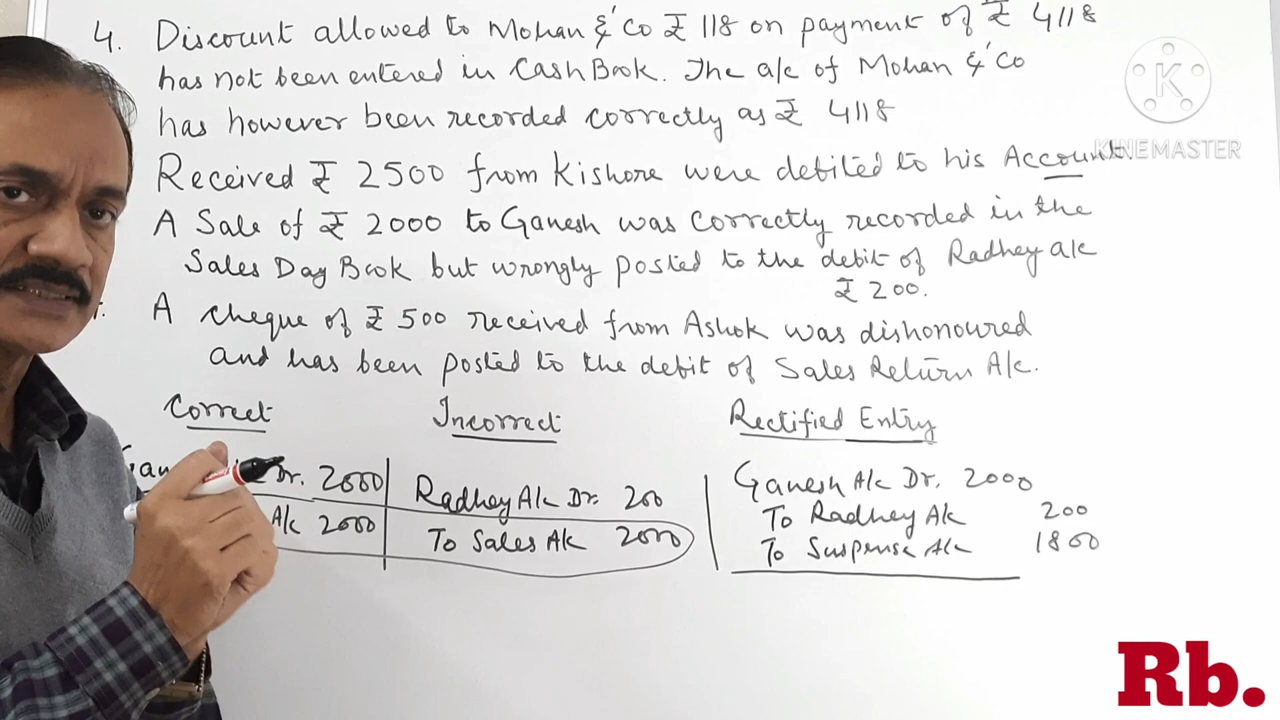 4. Discount allowed to Mohan & Co ₹ 118 on payment of ₹ 4118
has not been entered in Cash Book. The a/c of Mohan & Co
has however been recorded correctly as ₹ 4118
KINEMASTER
Received ₹ 2500 from Kishore were debited to his Account.
A Sale of ₹ 2000 to Ganesh was correctly recorded in the
Sales Day Book but wrongly posted to the debit of Radhey a/c
₹ 200.
A cheque of ₹ 500 received from Ashok was dishonoured
and has been posted to the debit of Sales Return A/c.
Correct Incorrect Rectified Entry
Dr. 2000 Radhey A/c Dr. 200 Ganesh A/c Dr. 2000
To Radhey A/c 200
A/c 2000 To Sales A/c 2000 To Suspense A/c 1800
Rb.